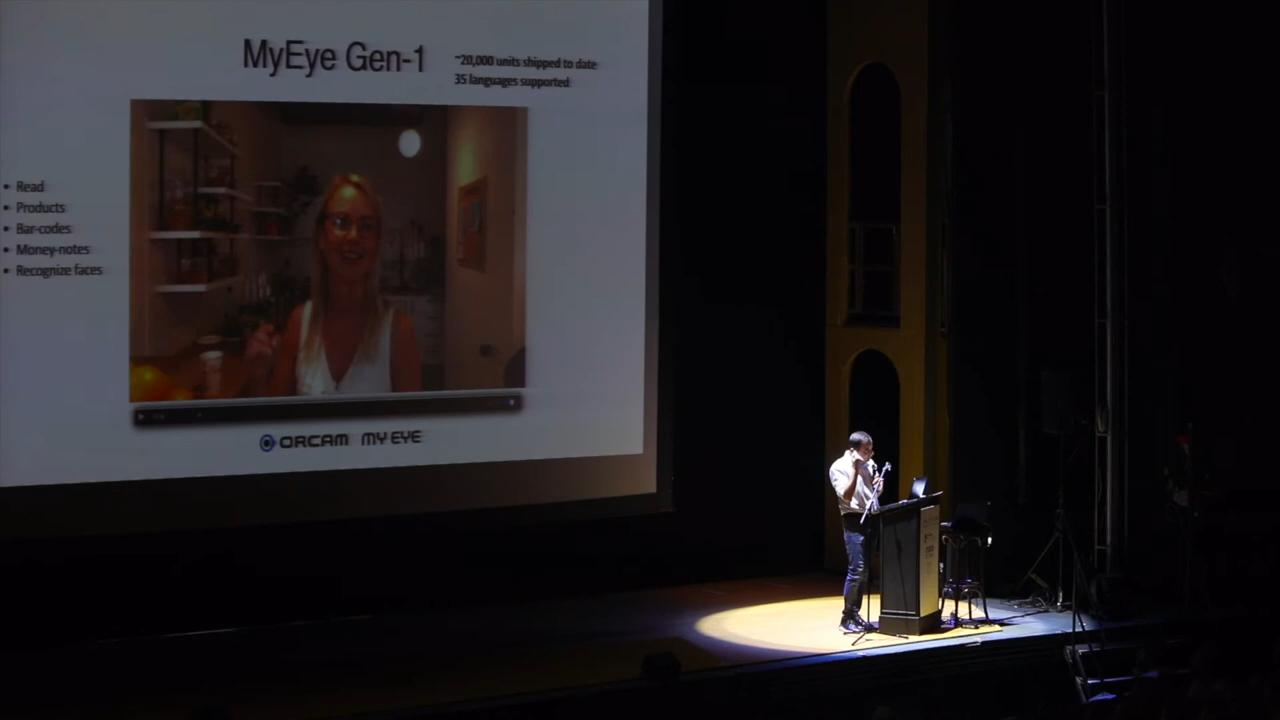 MyEye Gen-1
~20,000 units shipped to date
35 languages supported
• Read
• Products
• Bar-codes
• Money-notes
• Recognize faces
ORCAM MY EYE